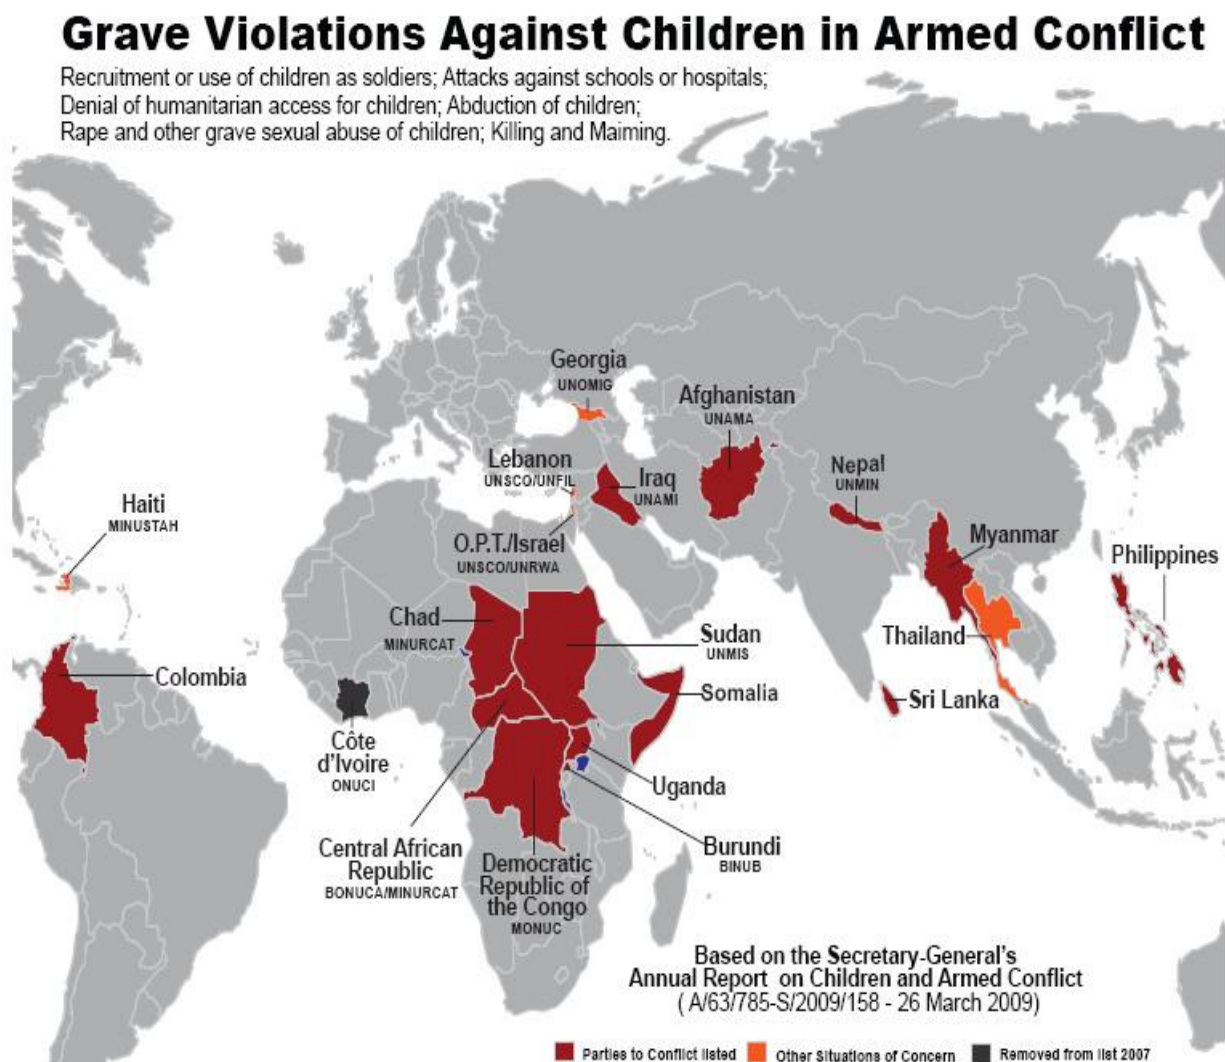 Grave Violations Against Children in Armed Conflict
Recruitment or use of children as soldiers; Attacks against schools or hospitals;
Denial of humanitarian access for children; Abduction of children;
Rape and other grave sexual abuse of children; Killing and Maiming.
Georgia
UNOMIG
Afghanistan
UNAMA
Lebanon
UNSCO/UNFIL
Iraq
UNAMI
Nepal
UNMIN
Haiti
MINUSTAH
O.P.T./Israel
UNSCO/UNRWA
Myanmar
Philippines
Chad
MINURCAT
Sudan
UNMIS
Thailand
Colombia
Somalia
Sri Lanka
Côte
d'Ivoire
ONUCI
Uganda
Central African
Republic
BONUCA/MINURCAT
Democratic
Republic of
the Congo
MONUC
Burundi
BINUB
Based on the Secretary-General's
Annual Report on Children and Armed Conflict
( A/63/785-S/2009/158 - 26 March 2009)
Parties to Conflict listed
Other Situations of Concern
Removed from list 2007